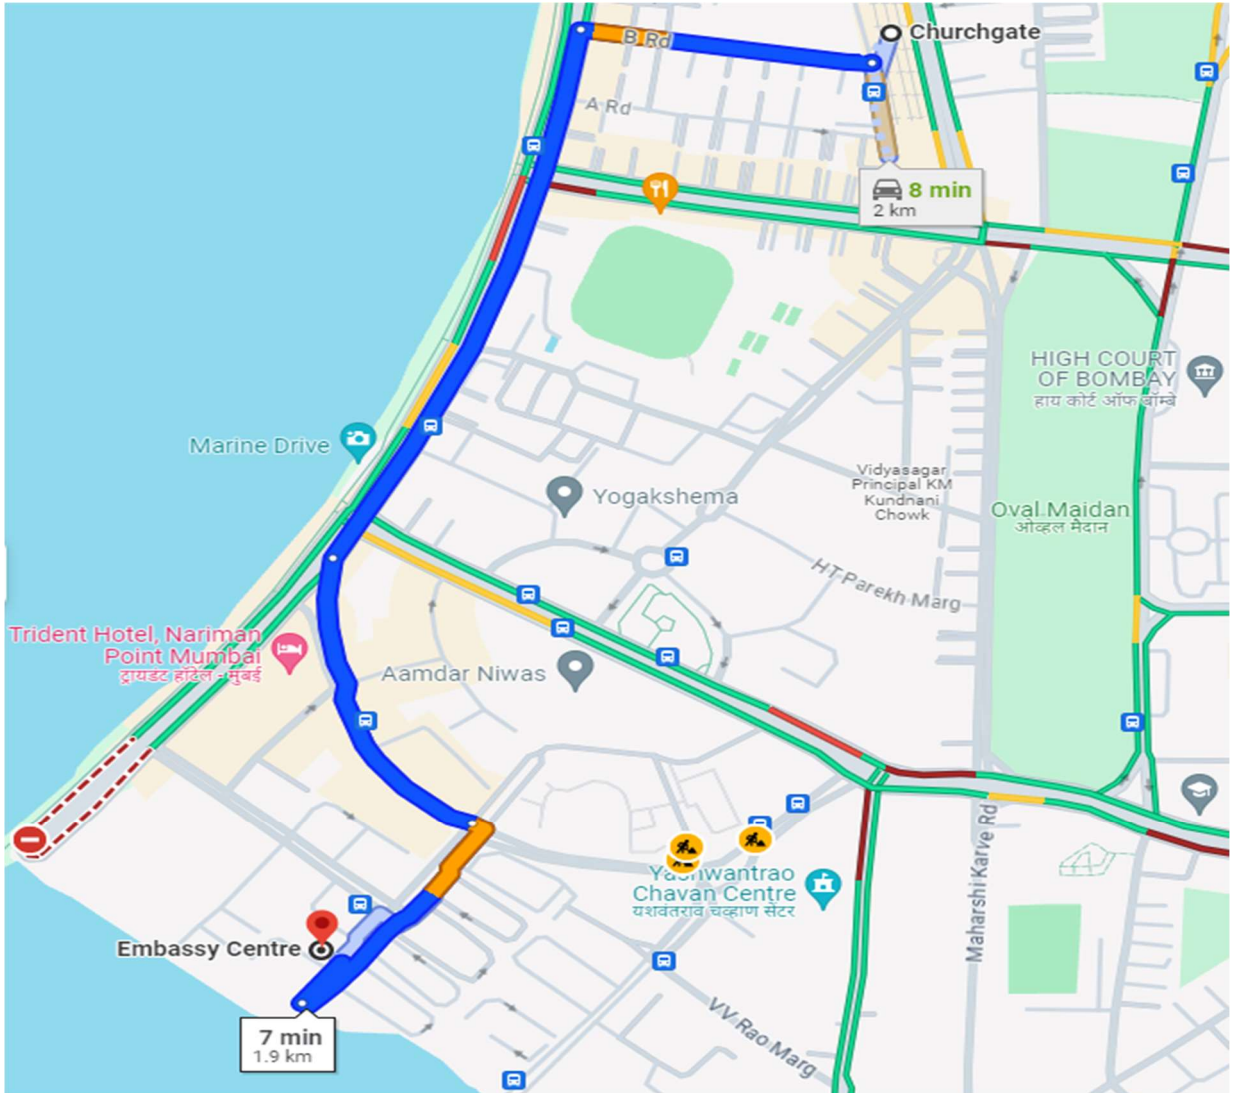 Churchgate
B Rd
A Rd
8 min
2 km
HIGH COURT
OF BOMBAY
हाय कोर्ट ऑफ बॉम्बे
Marine Drive
Vidyasagar
Principal KM
Kundnani
Chowk
Yogakshema
Oval Maidan
ओव्हल मैदान
HT Parekh Marg
Trident Hotel, Nariman
Point Mumbai
ट्रायडंट हॉटेल - मुंबई
Aamdar Niwas
Yashwantrao
Chavan Centre
यशवंतराव चव्हाण सेंटर
Maharshi Karve Rd
Embassy Centre
V.V Rao Marg
7 min
1.9 km